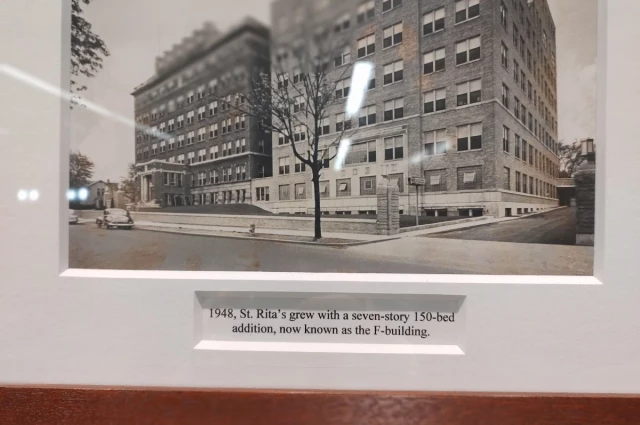 1948, St. Rita's grew with a seven-story 150-bed
addition, now known as the F-building.